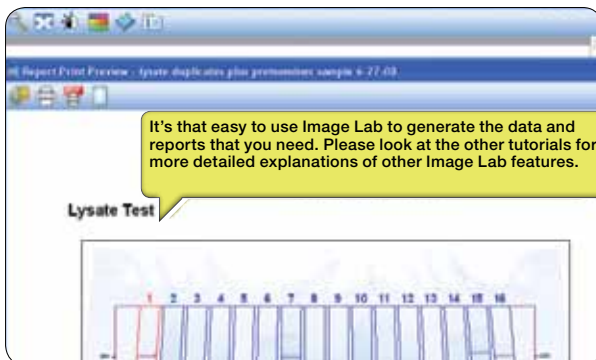 Report Print Preview - lysate duplicates plus sample 6-27-08
It's that easy to use Image Lab to generate the data and
reports that you need. Please look at the other tutorials for
more detailed explanations of other Image Lab features.
Lysate Test
1 2 3 4 5 6 7 8 9 10 11 12 13 14 15 16